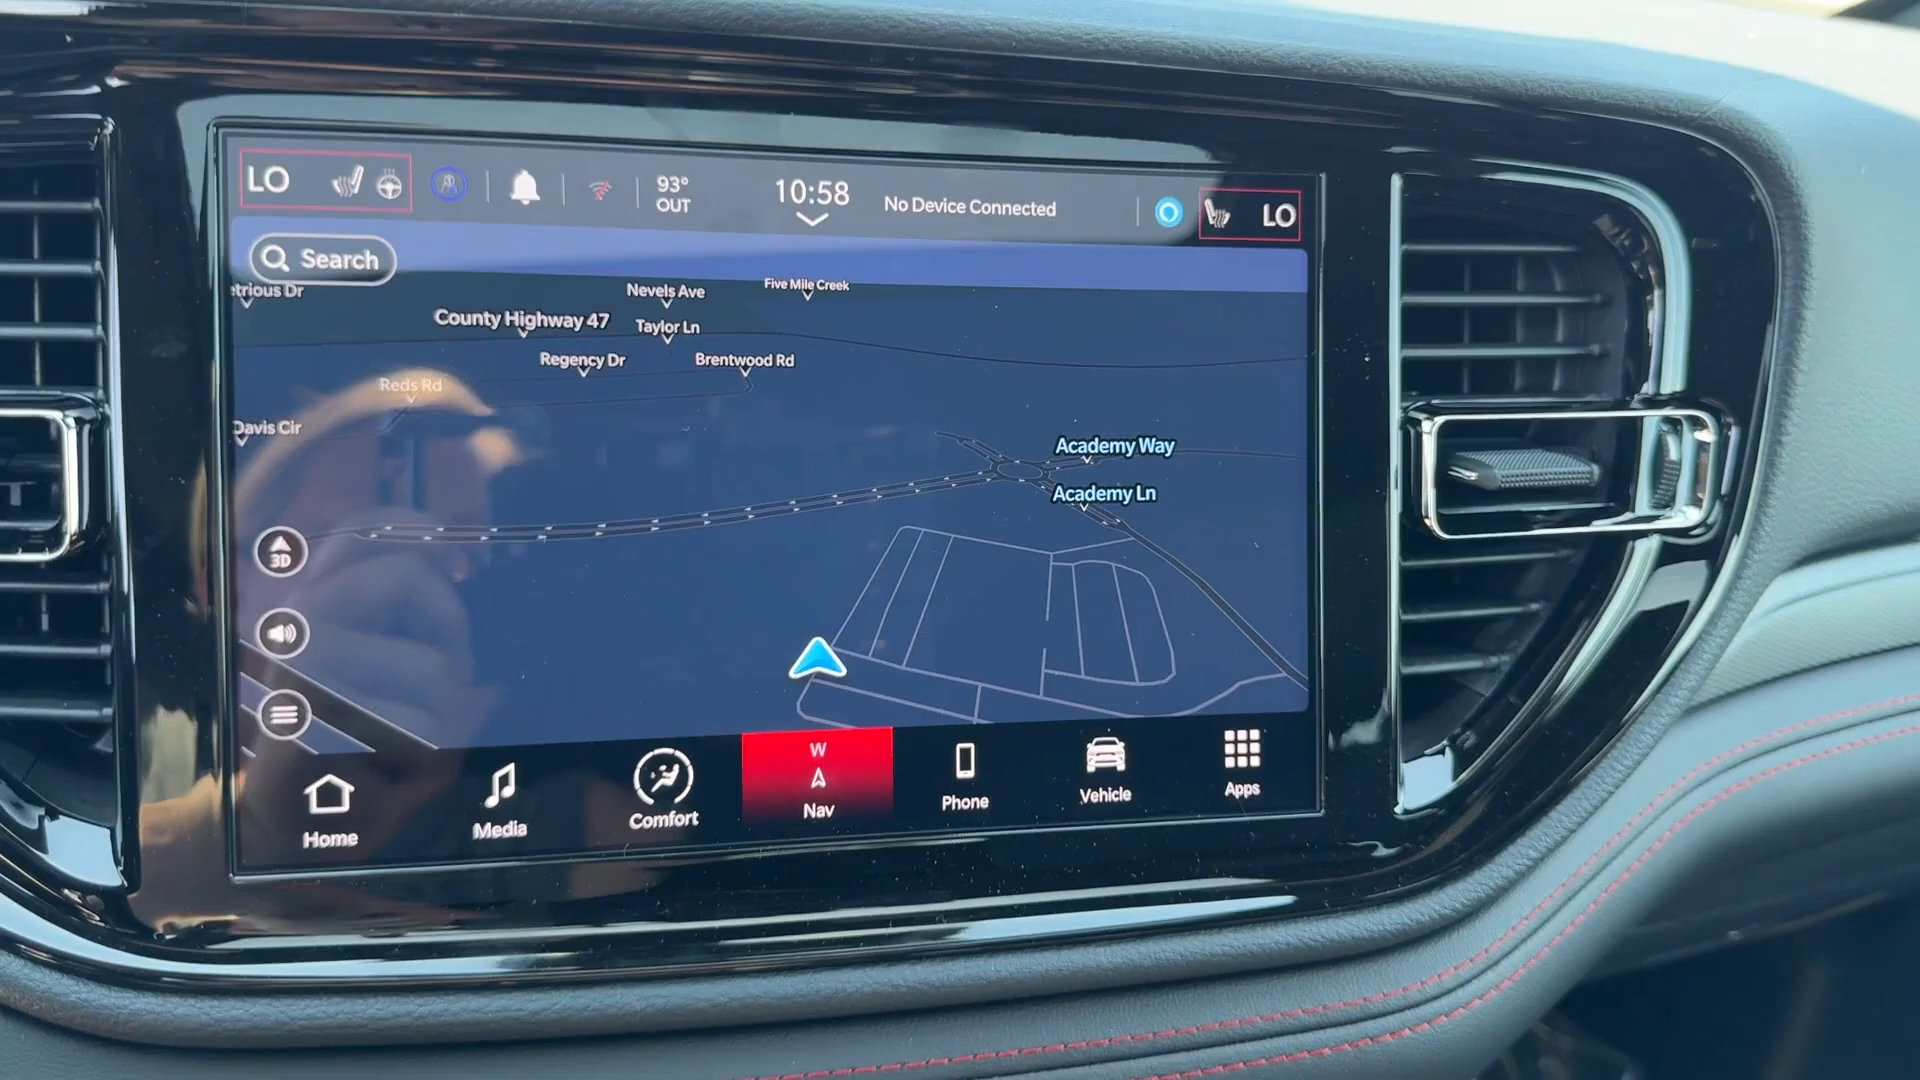 LO
93°
OUT
10:58
No Device Connected
LO
Search
etrious Dr
Nevels Ave
Five Mile Creek
County Highway 47
Taylor Ln
Regency Dr
Brentwood Rd
Reds Rd
Davis Cir
Academy Way
Academy Ln
3D
W
Home
Media
Comfort
Nav
Phone
Vehicle
Apps